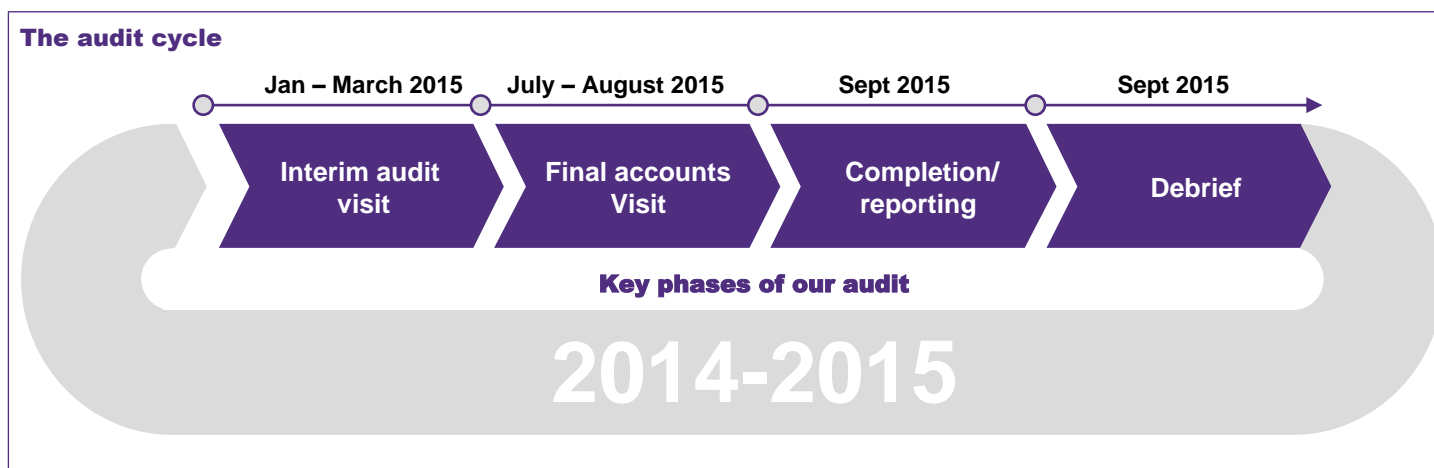 The audit cycle
Jan – March 2015
July – August 2015
Sept 2015
Sept 2015
Interim audit
visit
Final accounts
Visit
Completion/
reporting
Debrief
Key phases of our audit
2014-2015